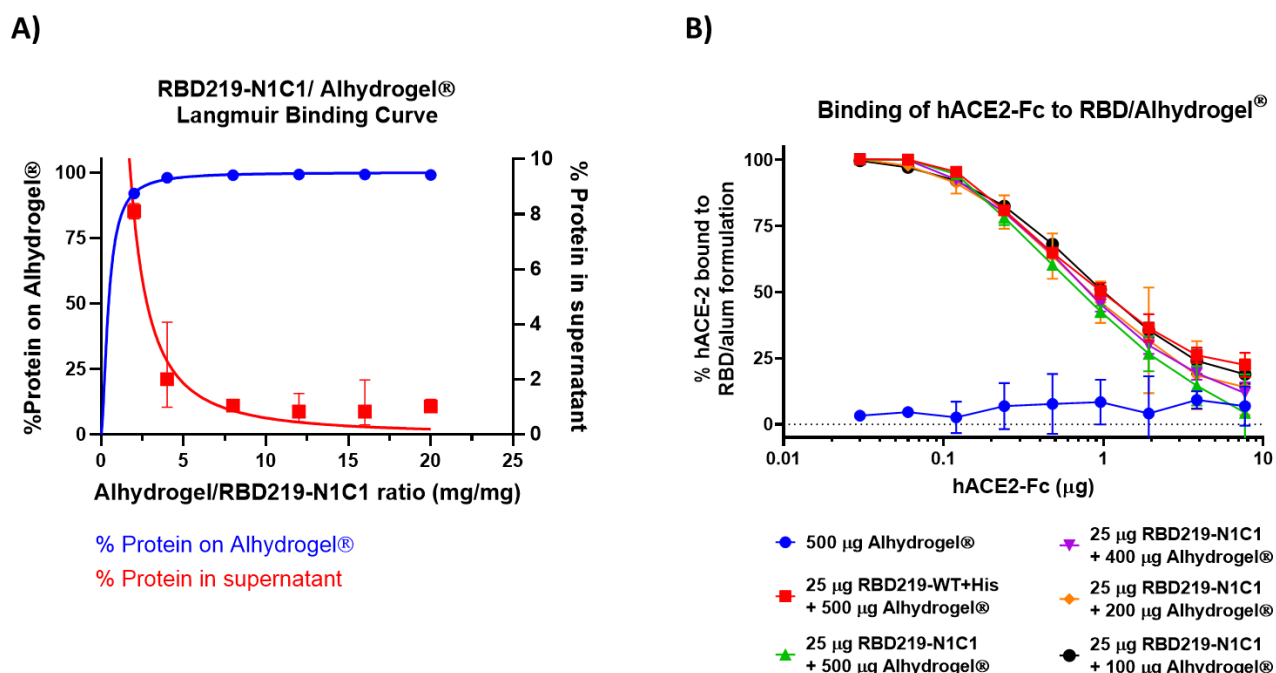 A)
RBD219-N1C1/ Alhydrogel®
Langmuir Binding Curve
%Protein on Alhydrogel®
100
75
50
25
0
10
8
6
4
2
0
% Protein in supernatant
0 5 10 15 20 25
Alhydrogel/RBD219-N1C1 ratio (mg/mg)
% Protein on Alhydrogel®
% Protein in supernatant
B)
Binding of hACE2-Fc to RBD/Alhydrogel®
% hACE-2 bound to
RBD/alum formulation
100
75
50
25
0
0.01 0.1 1 10
hACE2-Fc (μg)
500 μg Alhydrogel®
25 μg RBD219-WT+His
+ 500 μg Alhydrogel®
25 μg RBD219-N1C1
+ 500 μg Alhydrogel®
25 μg RBD219-N1C1
+ 400 μg Alhydrogel®
25 μg RBD219-N1C1
+ 200 μg Alhydrogel®
25 μg RBD219-N1C1
+ 100 μg Alhydrogel®